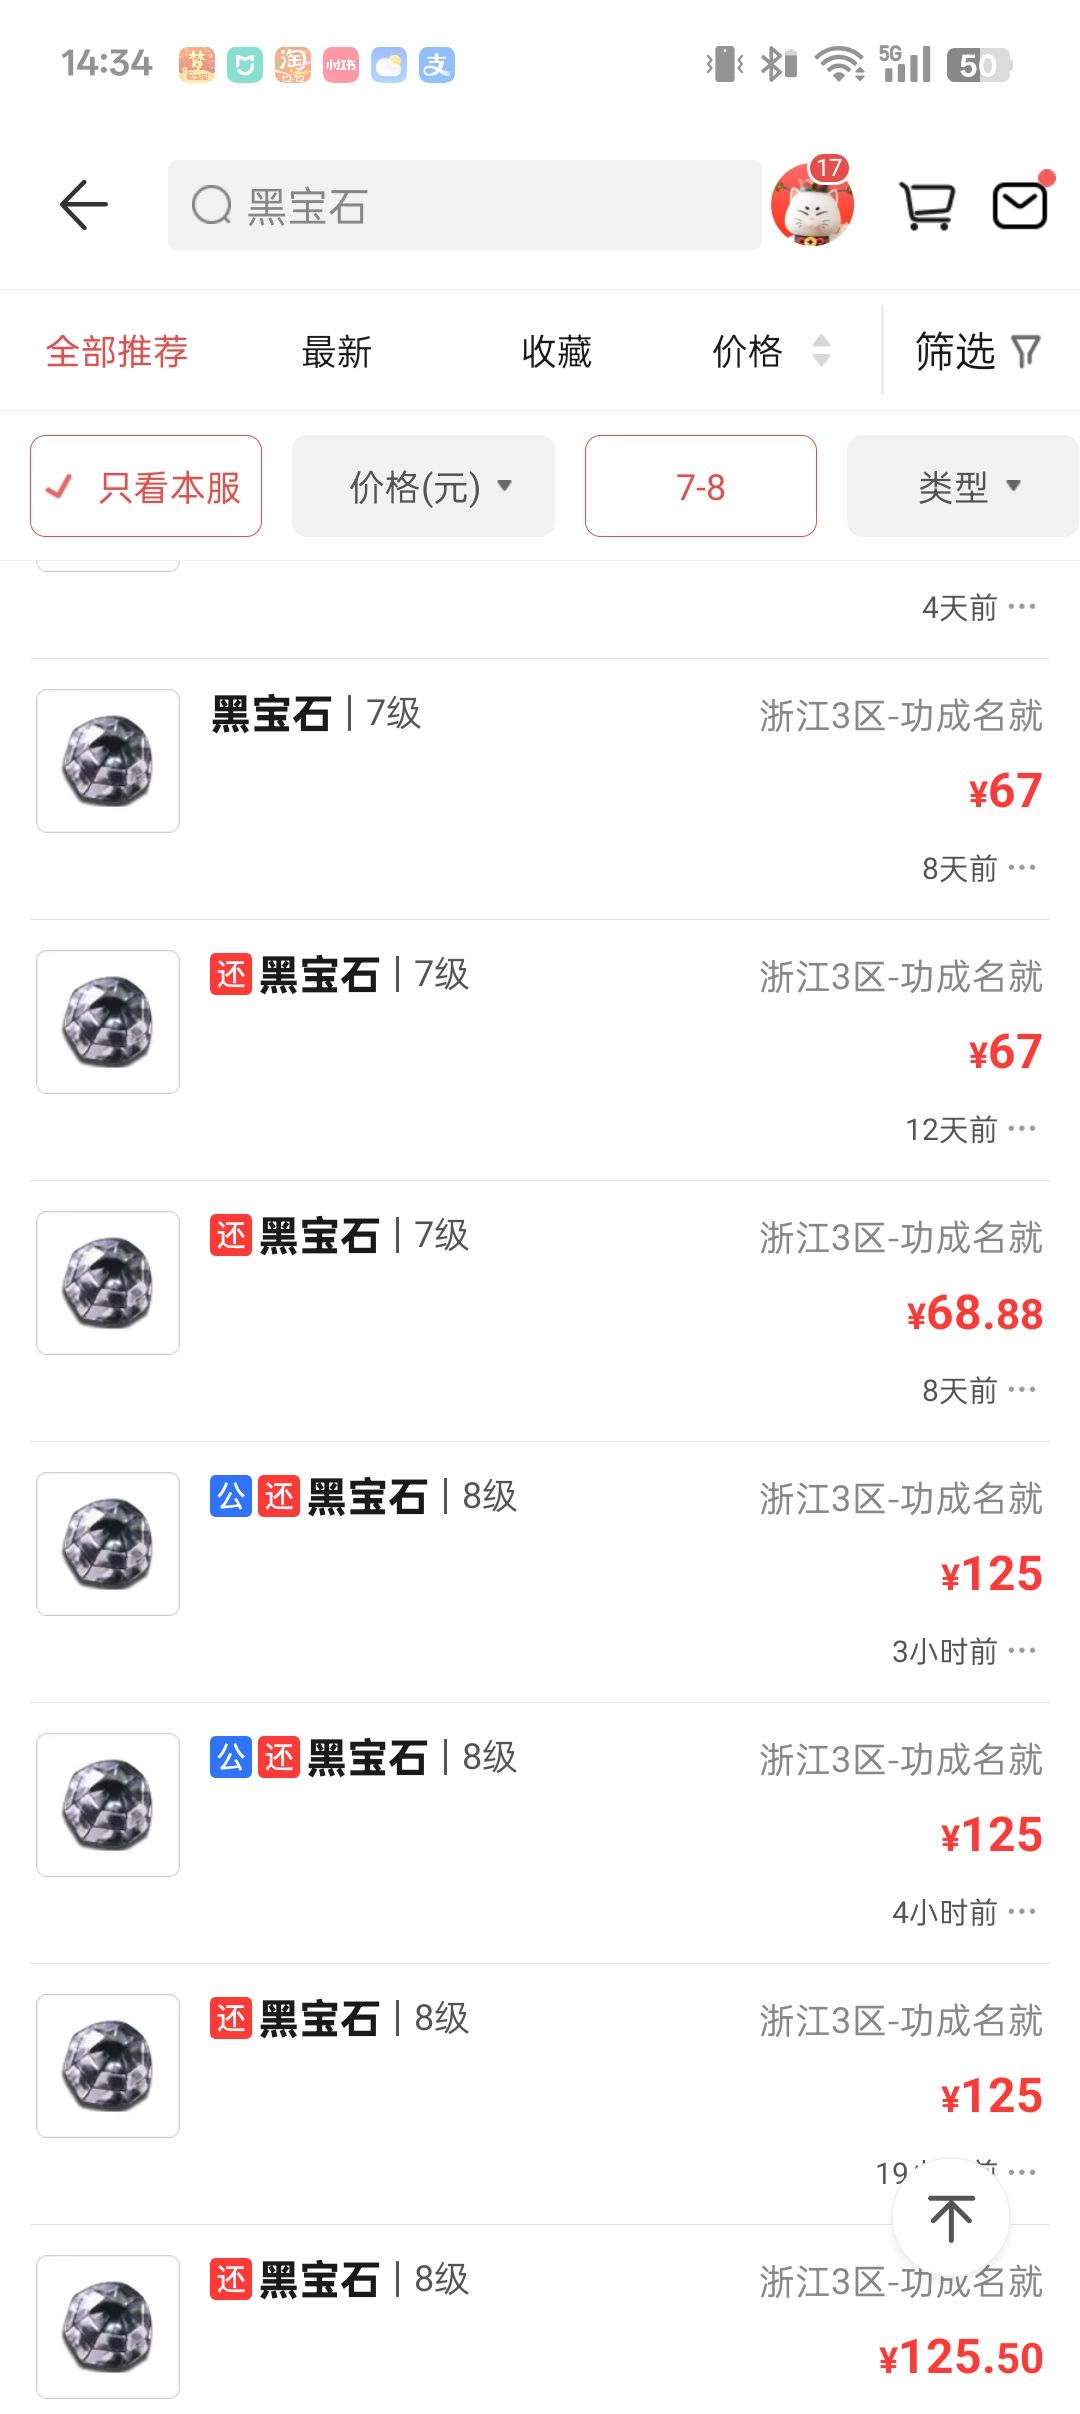 14:34 梦 淘 12·12 小红书 支 5G 50
黑宝石 17
全部推荐 最新 收藏 价格 筛选
只看本服 价格(元) 7-8 类型
4天前 ···
黑宝石 | 7级 浙江3区-功成名就
¥67
8天前 ···
还 黑宝石 | 7级 浙江3区-功成名就
¥67
12天前 ···
还 黑宝石 | 7级 浙江3区-功成名就
¥68.88
8天前 ···
公 还 黑宝石 | 8级 浙江3区-功成名就
¥125
3小时前 ···
公 还 黑宝石 | 8级 浙江3区-功成名就
¥125
4小时前 ···
还 黑宝石 | 8级 浙江3区-功成名就
¥125
19 前 ···
还 黑宝石 | 8级 浙江3区-功成名就
¥125.50